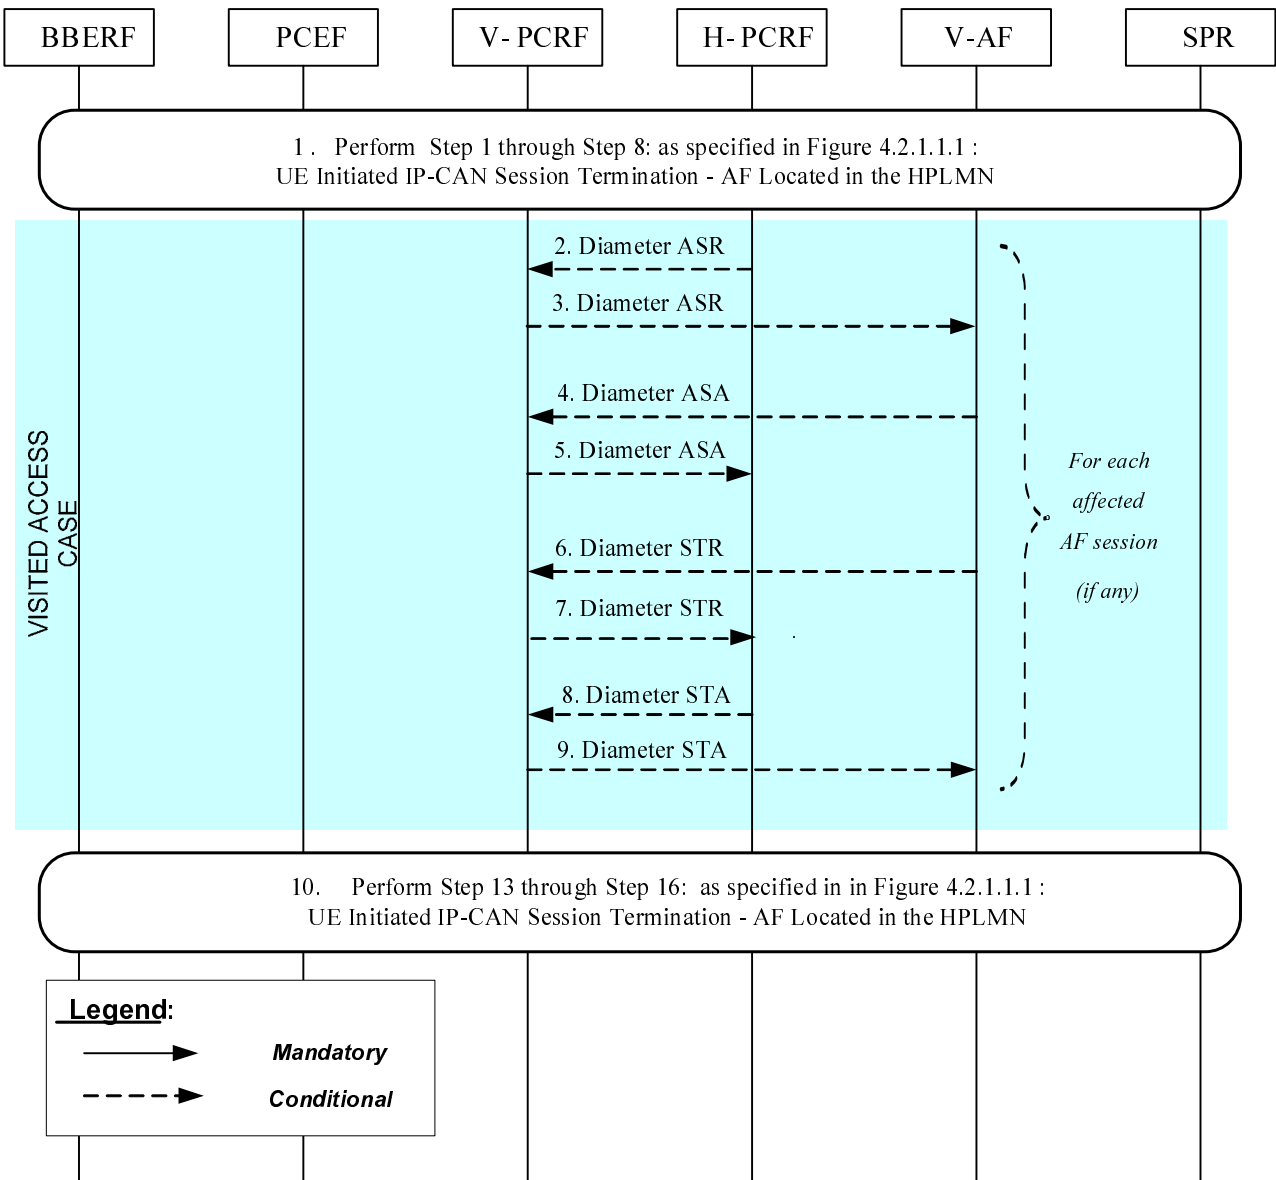 BBERF
PCEF
V- PCRF
H- PCRF
V-AF
SPR
1 . Perform Step 1 through Step 8: as specified in Figure 4.2.1.1.1 :
UE Initiated IP-CAN Session Termination - AF Located in the HPLMN
2. Diameter ASR
3. Diameter ASR
4. Diameter ASA
5. Diameter ASA
6. Diameter STR
7. Diameter STR
8. Diameter STA
9. Diameter STA
VISITED ACCESS
CASE
For each
affected
AF session
(if any)
10. Perform Step 13 through Step 16: as specified in in Figure 4.2.1.1.1 :
UE Initiated IP-CAN Session Termination - AF Located in the HPLMN
Legend:
Mandatory
Conditional